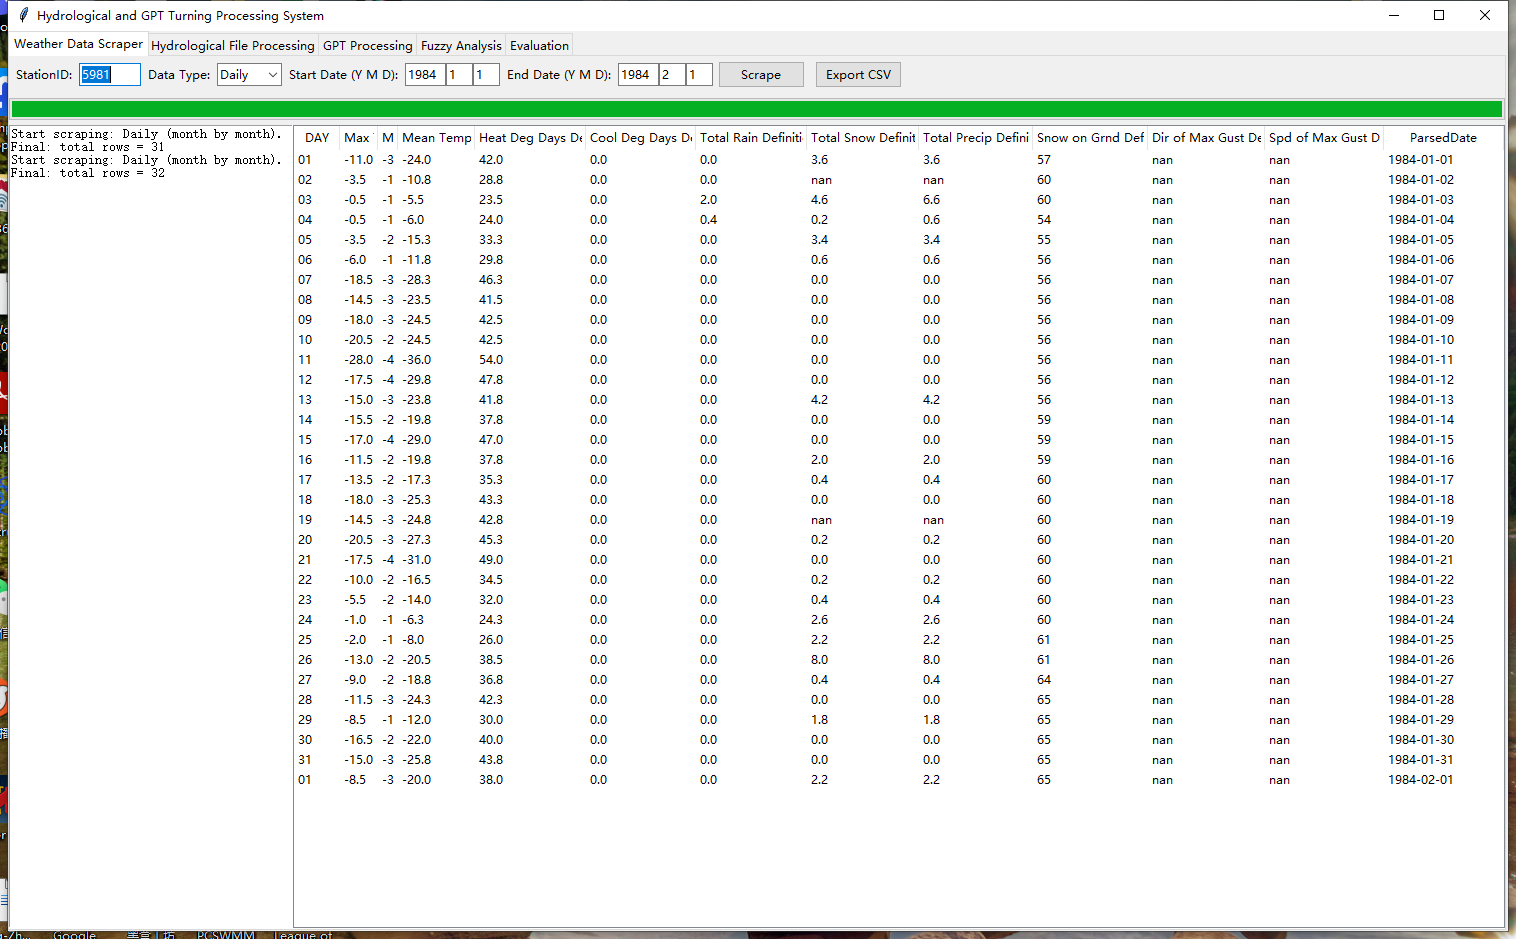 Hydrological and GPT Turning Processing System
Weather Data Scraper Hydrological File Processing GPT Processing Fuzzy Analysis Evaluation
StationID: 5981 Data Type: Daily Start Date (Y M D): 1984 1 1 End Date (Y M D): 1984 2 1 Scrape Export CSV
Start scraping: Daily (month by month).
Final: total rows = 31
Start scraping: Daily (month by month).
Final: total rows = 32
DAY Max M Mean Temp Heat Deg Days De Cool Deg Days D Total Rain Definiti Total Snow Definit Total Precip Defini Snow on Grnd Def Dir of Max Gust De Spd of Max Gust D ParsedDate
01 -11.0 -3 -24.0 42.0 0.0 0.0 3.6 3.6 57 nan nan 1984-01-01
02 -3.5 -1 -10.8 28.8 0.0 0.0 nan nan 60 nan nan 1984-01-02
03 -0.5 -1 -5.5 23.5 0.0 2.0 4.6 6.6 60 nan nan 1984-01-03
04 -0.5 -1 -6.0 24.0 0.0 0.4 0.2 0.6 54 nan nan 1984-01-04
05 -3.5 -2 -15.3 33.3 0.0 0.0 3.4 3.4 55 nan nan 1984-01-05
06 -6.0 -1 -11.8 29.8 0.0 0.0 0.6 0.6 56 nan nan 1984-01-06
07 -18.5 -3 -28.3 46.3 0.0 0.0 0.0 0.0 56 nan nan 1984-01-07
08 -14.5 -3 -23.5 41.5 0.0 0.0 0.0 0.0 56 nan nan 1984-01-08
09 -18.0 -3 -24.5 42.5 0.0 0.0 0.0 0.0 56 nan nan 1984-01-09
10 -20.5 -2 -24.5 42.5 0.0 0.0 0.0 0.0 56 nan nan 1984-01-10
11 -28.0 -4 -36.0 54.0 0.0 0.0 0.0 0.0 56 nan nan 1984-01-11
12 -17.5 -4 -29.8 47.8 0.0 0.0 0.0 0.0 56 nan nan 1984-01-12
13 -15.0 -3 -23.8 41.8 0.0 0.0 4.2 4.2 56 nan nan 1984-01-13
14 -15.5 -2 -19.8 37.8 0.0 0.0 0.0 0.0 59 nan nan 1984-01-14
15 -17.0 -4 -29.0 47.0 0.0 0.0 0.0 0.0 59 nan nan 1984-01-15
16 -11.5 -2 -19.8 37.8 0.0 0.0 2.0 2.0 59 nan nan 1984-01-16
17 -13.5 -2 -17.3 35.3 0.0 0.0 0.4 0.4 60 nan nan 1984-01-17
18 -18.0 -3 -25.3 43.3 0.0 0.0 0.0 0.0 60 nan nan 1984-01-18
19 -14.5 -3 -24.8 42.8 0.0 0.0 nan nan 60 nan nan 1984-01-19
20 -20.5 -3 -27.3 45.3 0.0 0.0 0.2 0.2 60 nan nan 1984-01-20
21 -17.5 -4 -31.0 49.0 0.0 0.0 0.0 0.0 60 nan nan 1984-01-21
22 -10.0 -2 -16.5 34.5 0.0 0.0 0.2 0.2 60 nan nan 1984-01-22
23 -5.5 -2 -14.0 32.0 0.0 0.0 0.4 0.4 60 nan nan 1984-01-23
24 -1.0 -1 -6.3 24.3 0.0 0.0 2.6 2.6 60 nan nan 1984-01-24
25 -2.0 -1 -8.0 26.0 0.0 0.0 2.2 2.2 61 nan nan 1984-01-25
26 -13.0 -2 -20.5 38.5 0.0 0.0 8.0 8.0 61 nan nan 1984-01-26
27 -9.0 -2 -18.8 36.8 0.0 0.0 0.4 0.4 64 nan nan 1984-01-27
28 -11.5 -3 -24.3 42.3 0.0 0.0 0.0 0.0 65 nan nan 1984-01-28
29 -8.5 -1 -12.0 30.0 0.0 0.0 1.8 1.8 65 nan nan 1984-01-29
30 -16.5 -2 -22.0 40.0 0.0 0.0 0.0 0.0 65 nan nan 1984-01-30
31 -15.0 -3 -25.8 43.8 0.0 0.0 0.0 0.0 65 nan nan 1984-01-31
01 -8.5 -3 -20.0 38.0 0.0 0.0 2.2 2.2 65 nan nan 1984-02-01
Google PCSWMM League of